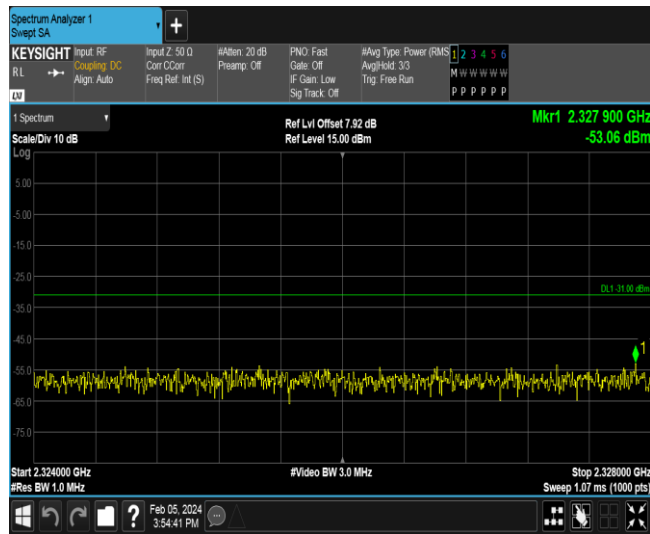 Spectrum Analyzer 1
Swept SA
KEYSIGHT Input: RF Input Z: 50 Ω #Atten: 20 dB PNO: Fast #Avg Type: Power (RMS 1 2 3 4 5 6
RL Coupling: DC Corr CCorr Preamp: Off Gate: Off Avg|Hold: 3/3 M W W W W W
Align: Auto Freq Ref: Int (S) IF Gain: Low Trig: Free Run
LXI Sig Track: Off P P P P P P
1 Spectrum Ref Lvl Offset 7.92 dB Mkr1 2.327 900 GHz
Scale/Div 10 dB Ref Level 15.00 dBm -53.06 dBm
Log
5.00
-5.00
-15.0
-25.0
DL1 -31.00 dBm
-35.0
-45.0
1
-55.0
-65.0
-75.0
Start 2.324000 GHz #Video BW 3.0 MHz Stop 2.328000 GHz
#Res BW 1.0 MHz Sweep 1.07 ms (1000 pts)
? Feb 05, 2024
3:54:41 PM